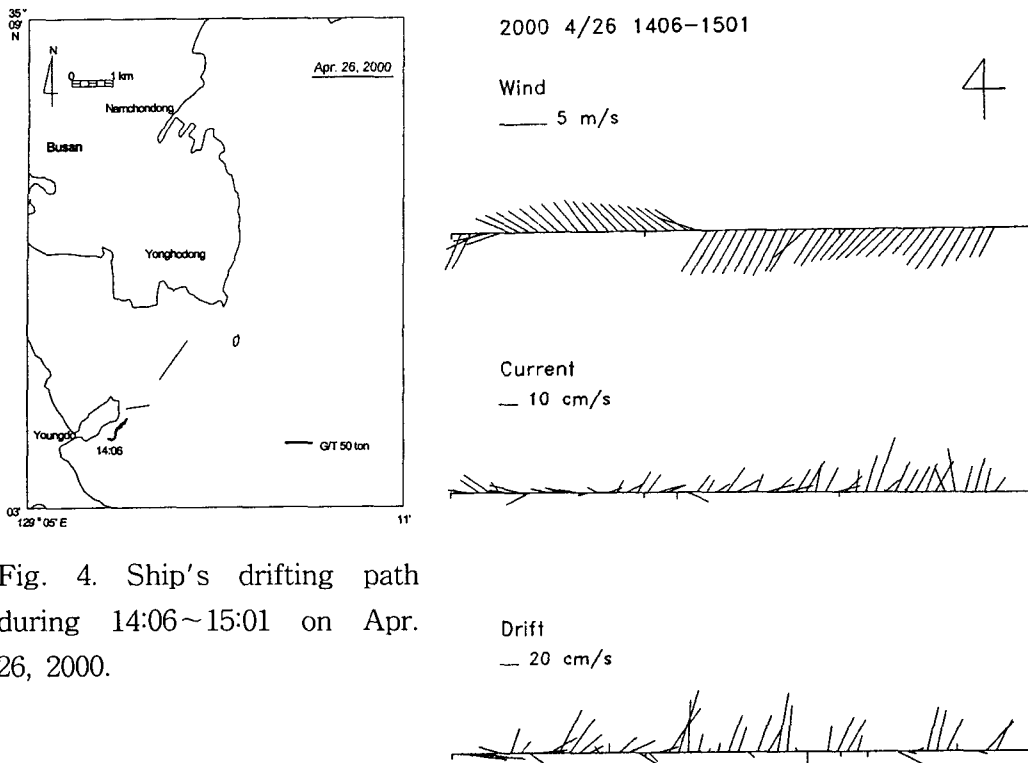 35°
09'
N
N
Apr. 26, 2000
0 1 km
Namchondong
Busan
Yonghodong
Youngdo
14:06
G/T 50 ton
03'
129° 05' E
11'
Fig. 4. Ship's drifting path
during 14:06~15:01 on Apr.
26, 2000.
2000 4/26 1406-1501
Wind
5 m/s
Current
10 cm/s
Drift
20 cm/s